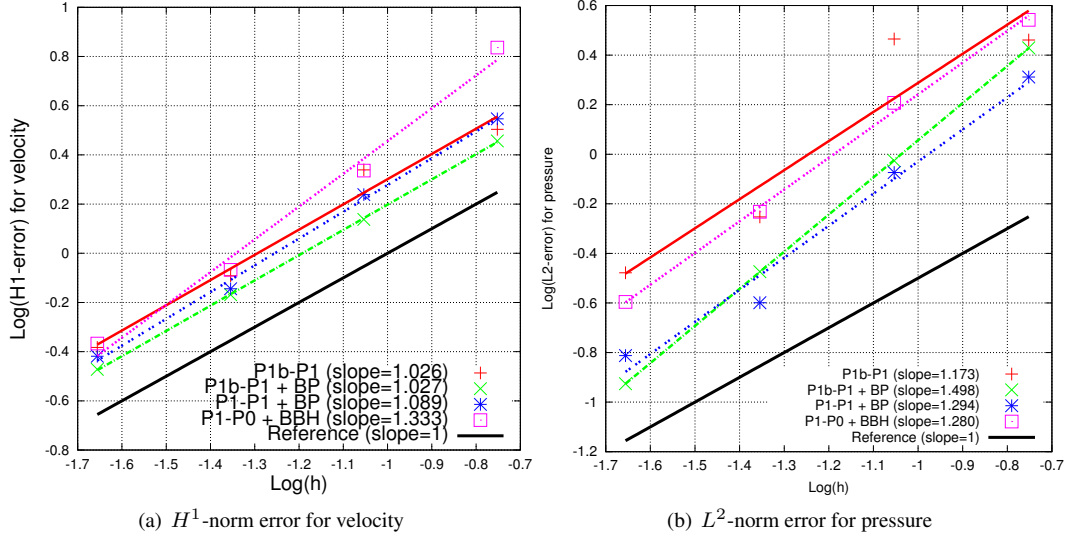 Log(H1-error) for velocity
1
0.8
0.6
0.4
0.2
0
-0.2
-0.4
-0.6
-0.8
-1.7 -1.6 -1.5 -1.4 -1.3 -1.2 -1.1 -1 -0.9 -0.8 -0.7
Log(h)
P1b-P1 (slope=1.026)
P1b-P1 + BP (slope=1.027)
P1-P1 + BP (slope=1.089)
P1-P0 + BBH (slope=1.333)
Reference (slope=1)
(a) H¹-norm error for velocity
Log(L2-error) for pressure
0.6
0.4
0.2
0
-0.2
-0.4
-0.6
-0.8
-1
-1.2
-1.7 -1.6 -1.5 -1.4 -1.3 -1.2 -1.1 -1 -0.9 -0.8 -0.7
Log(h)
P1b-P1 (slope=1.173)
P1b-P1 + BP (slope=1.498)
P1-P1 + BP (slope=1.294)
P1-P0 + BBH (slope=1.280)
Reference (slope=1)
(b) L²-norm error for pressure